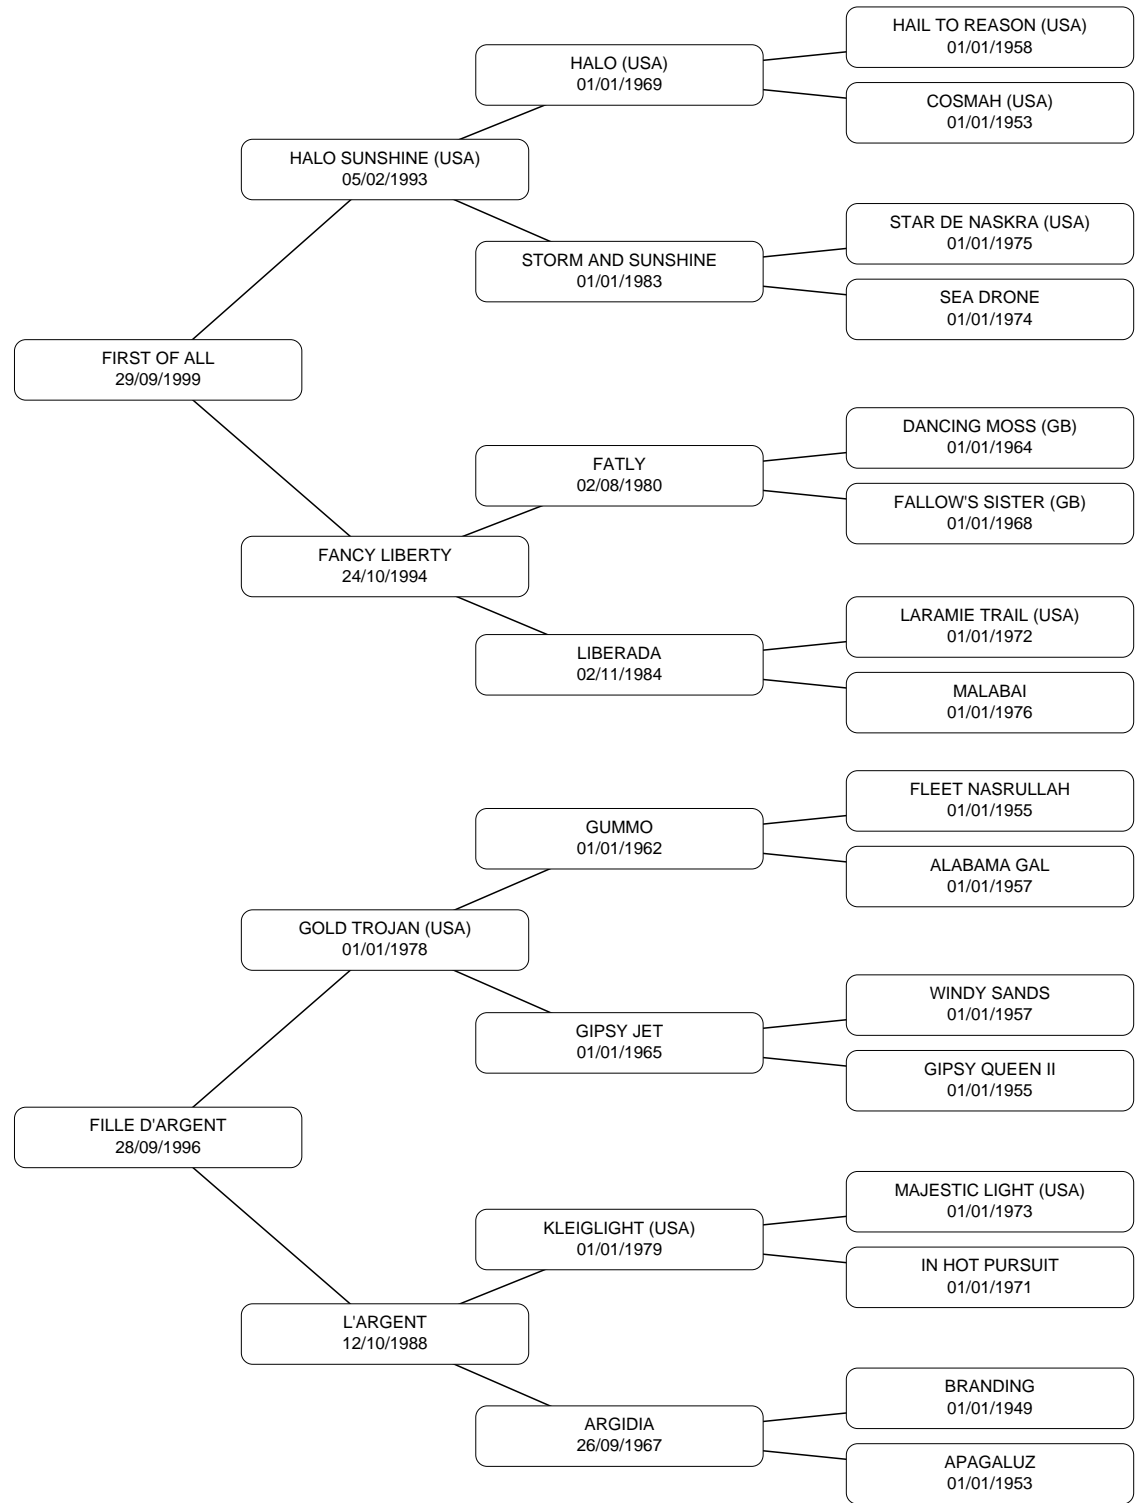 HAIL TO REASON (USA)
01/01/1958
HALO (USA)
01/01/1969
COSMAH (USA)
01/01/1953
HALO SUNSHINE (USA)
05/02/1993
STAR DE NASKRA (USA)
01/01/1975
STORM AND SUNSHINE
01/01/1983
SEA DRONE
01/01/1974
FIRST OF ALL
29/09/1999
DANCING MOSS (GB)
01/01/1964
FATLY
02/08/1980
FALLOW'S SISTER (GB)
01/01/1968
FANCY LIBERTY
24/10/1994
LARAMIE TRAIL (USA)
01/01/1972
LIBERADA
02/11/1984
MALABAI
01/01/1976
FLEET NASRULLAH
01/01/1955
GUMMO
01/01/1962
ALABAMA GAL
01/01/1957
GOLD TROJAN (USA)
01/01/1978
WINDY SANDS
01/01/1957
GIPSY JET
01/01/1965
GIPSY QUEEN II
01/01/1955
FILLE D'ARGENT
28/09/1996
MAJESTIC LIGHT (USA)
01/01/1973
KLEIGLIGHT (USA)
01/01/1979
IN HOT PURSUIT
01/01/1971
L'ARGENT
12/10/1988
BRANDING
01/01/1949
ARGIDIA
26/09/1967
APAGALUZ
01/01/1953